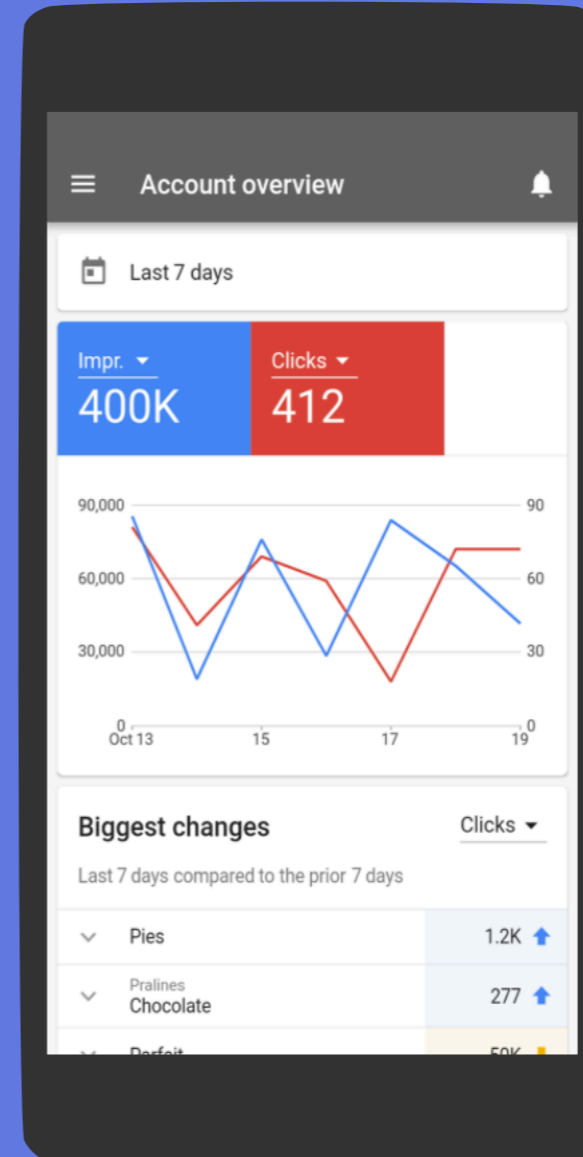 Account overview
Last 7 days
Impr. Clicks
400K 412
90,000 90
60,000 60
30,000 30
0 0
Oct 13 15 17 19
Biggest changes Clicks
Last 7 days compared to the prior 7 days
Pies 1.2K
Pralines
Chocolate 277
Parfait 50K